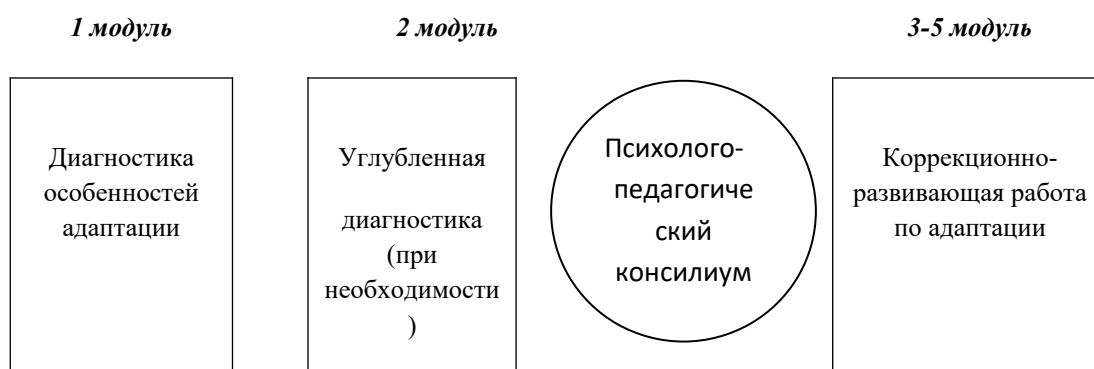 1 модуль
2 модуль
3-5 модуль
Диагностика
особенностей
адаптации
Углубленная
диагностика
(при
необходимости
)
Психолого-
педагогиче
ский
консилиум
Коррекционно-
развивающая работа
по адаптации